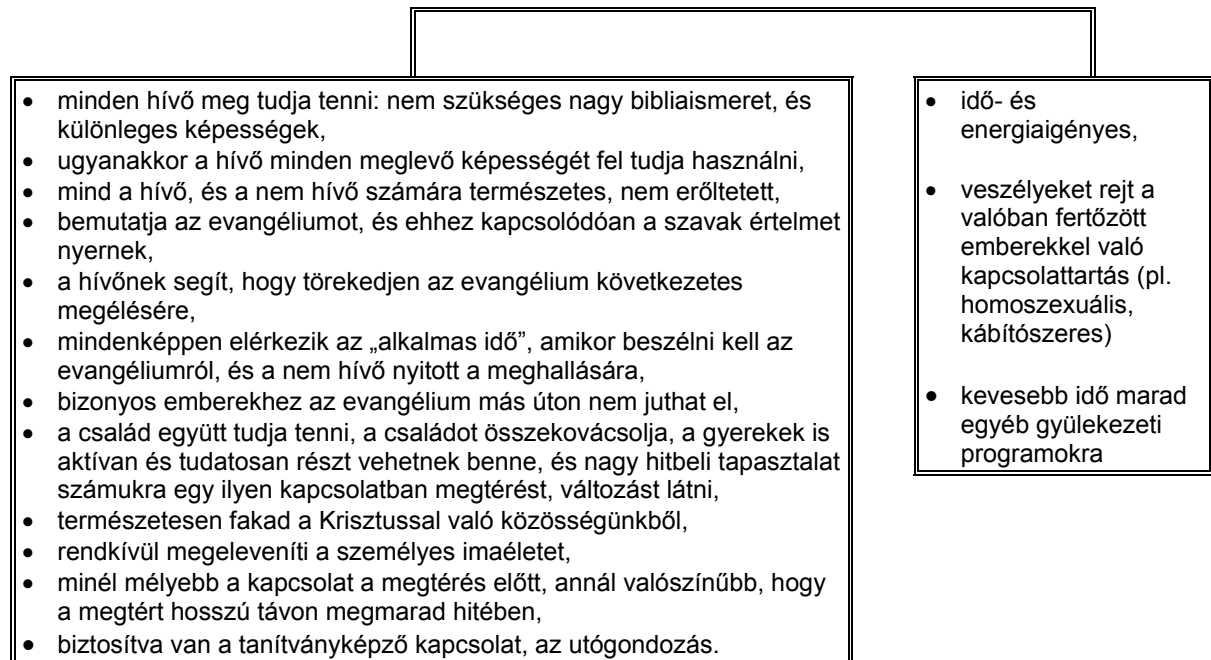 • minden hívő meg tudja tenni: nem szükséges nagy bibliaismeret, és
különleges képességek,
• ugyanakkor a hívő minden meglevő képességét fel tudja használni,
• mind a hívő, és a nem hívő számára természetes, nem erőltetett,
• bemutatja az evangéliumot, és ehhez kapcsolódóan a szavak értelmet
nyernek,
• a hívőnek segít, hogy törekedjen az evangélium következetes
megélésére,
• mindenképpen elérkezik az „alkalmas idő”, amikor beszélni kell az
evangéliumról, és a nem hívő nyitott a meghallására,
• bizonyos emberekhez az evangélium más úton nem juthat el,
• a család együtt tudja tenni, a családot összekovácsolja, a gyerekek is
aktívan és tudatosan részt vehetnek benne, és nagy hitbeli tapasztalat
számukra egy ilyen kapcsolatban megtérést, változást látni,
• természetesen fakad a Krisztussal való közösségünkből,
• rendkívül megeleveníti a személyes imaéletet,
• minél mélyebb a kapcsolat a megtérés előtt, annál valószínűbb, hogy
a megtért hosszú távon megmarad hitében,
• biztosítva van a tanítványképző kapcsolat, az utógondozás.
• idő- és
energiaigényes,
• veszélyeket rejt a
valóban fertőzött
emberekkel való
kapcsolattartás (pl.
homoszexuális,
kábítószeres)
• kevesebb idő marad
egyéb gyülekezeti
programokra